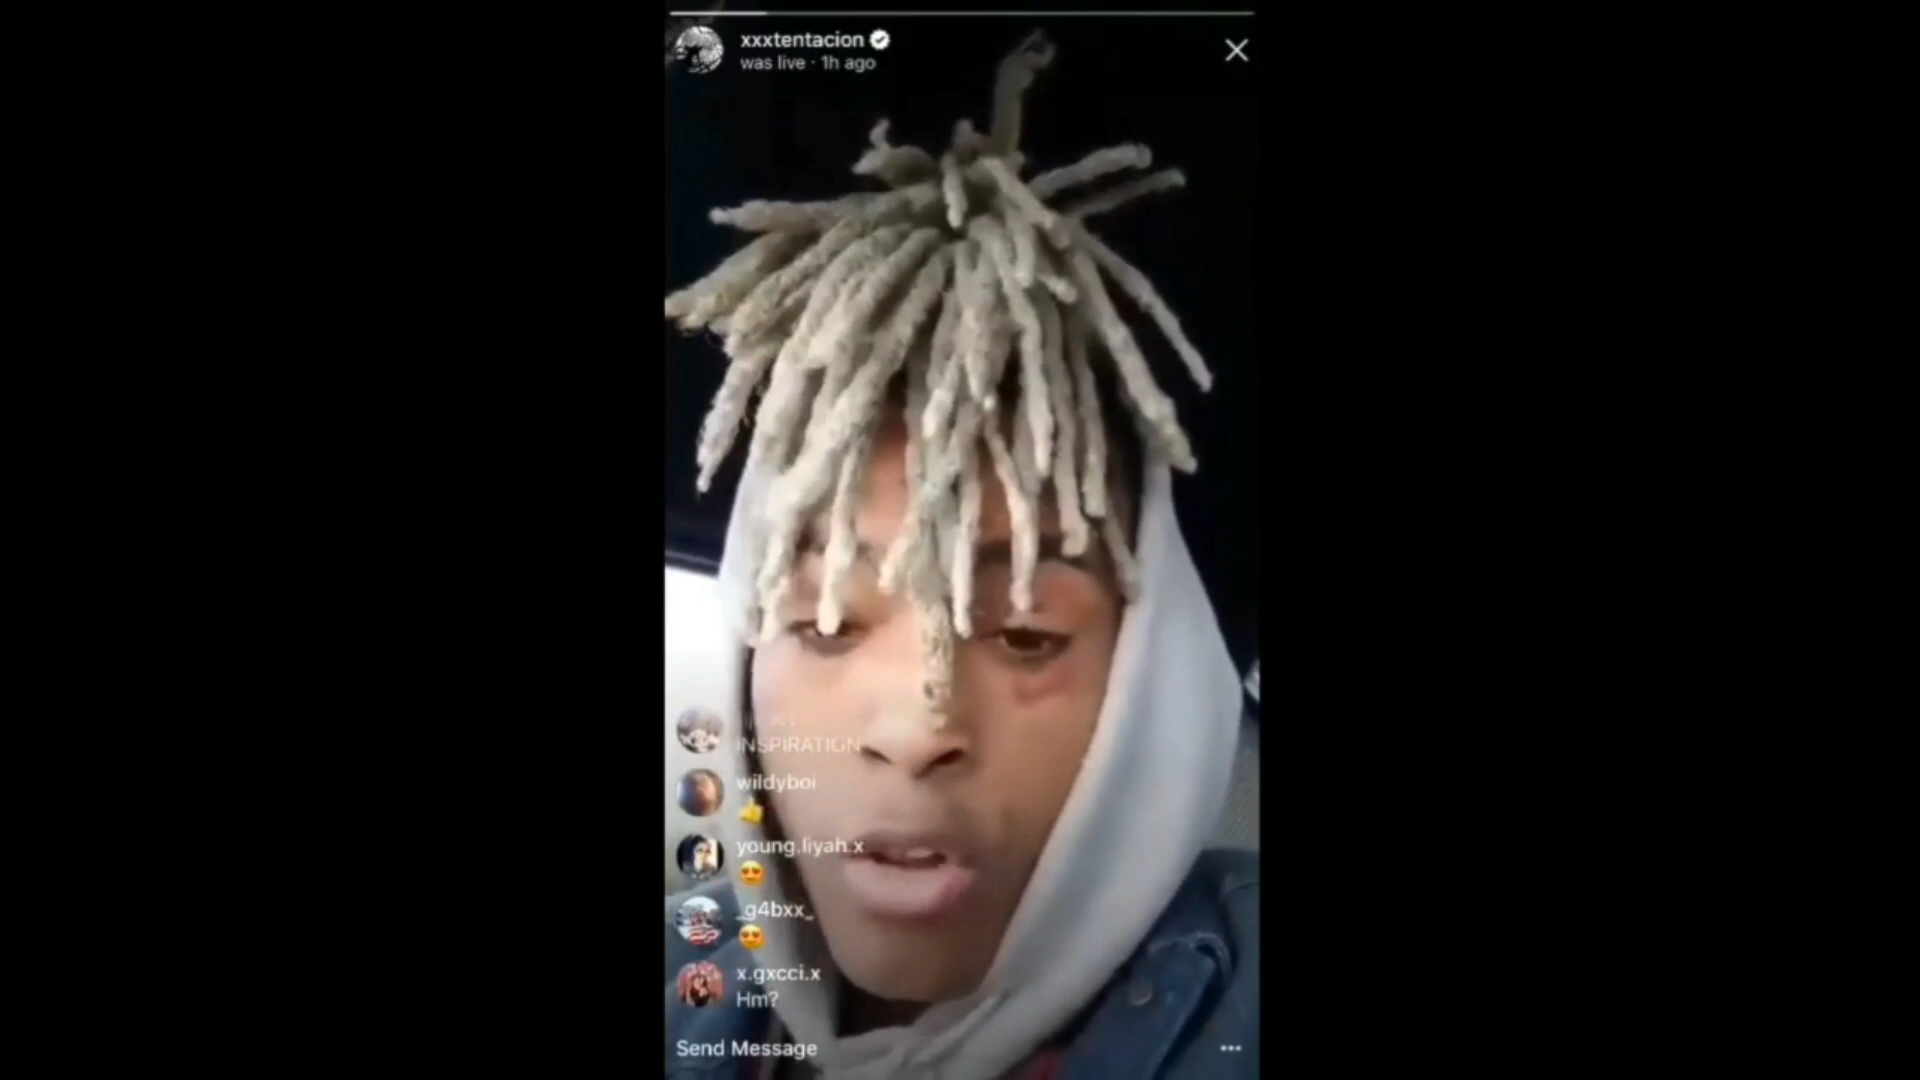 xxxtentacion
was live · 1h ago
INSPIRATION
wildyboi
👍
young.liyah.x
😍
_g4bxx_
😍
x.gxcci.x
Hm?
Send Message